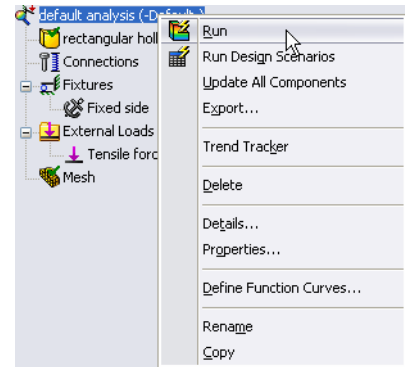 default analysis (-Default-)
rectangular holl
Connections
Fixtures
Fixed side
External Loads
Tensile forc
Mesh
Run
Run Design Scenarios
Update All Components
Export...
Trend Tracker
Delete
Details...
Properties...
Define Function Curves...
Rename
Copy